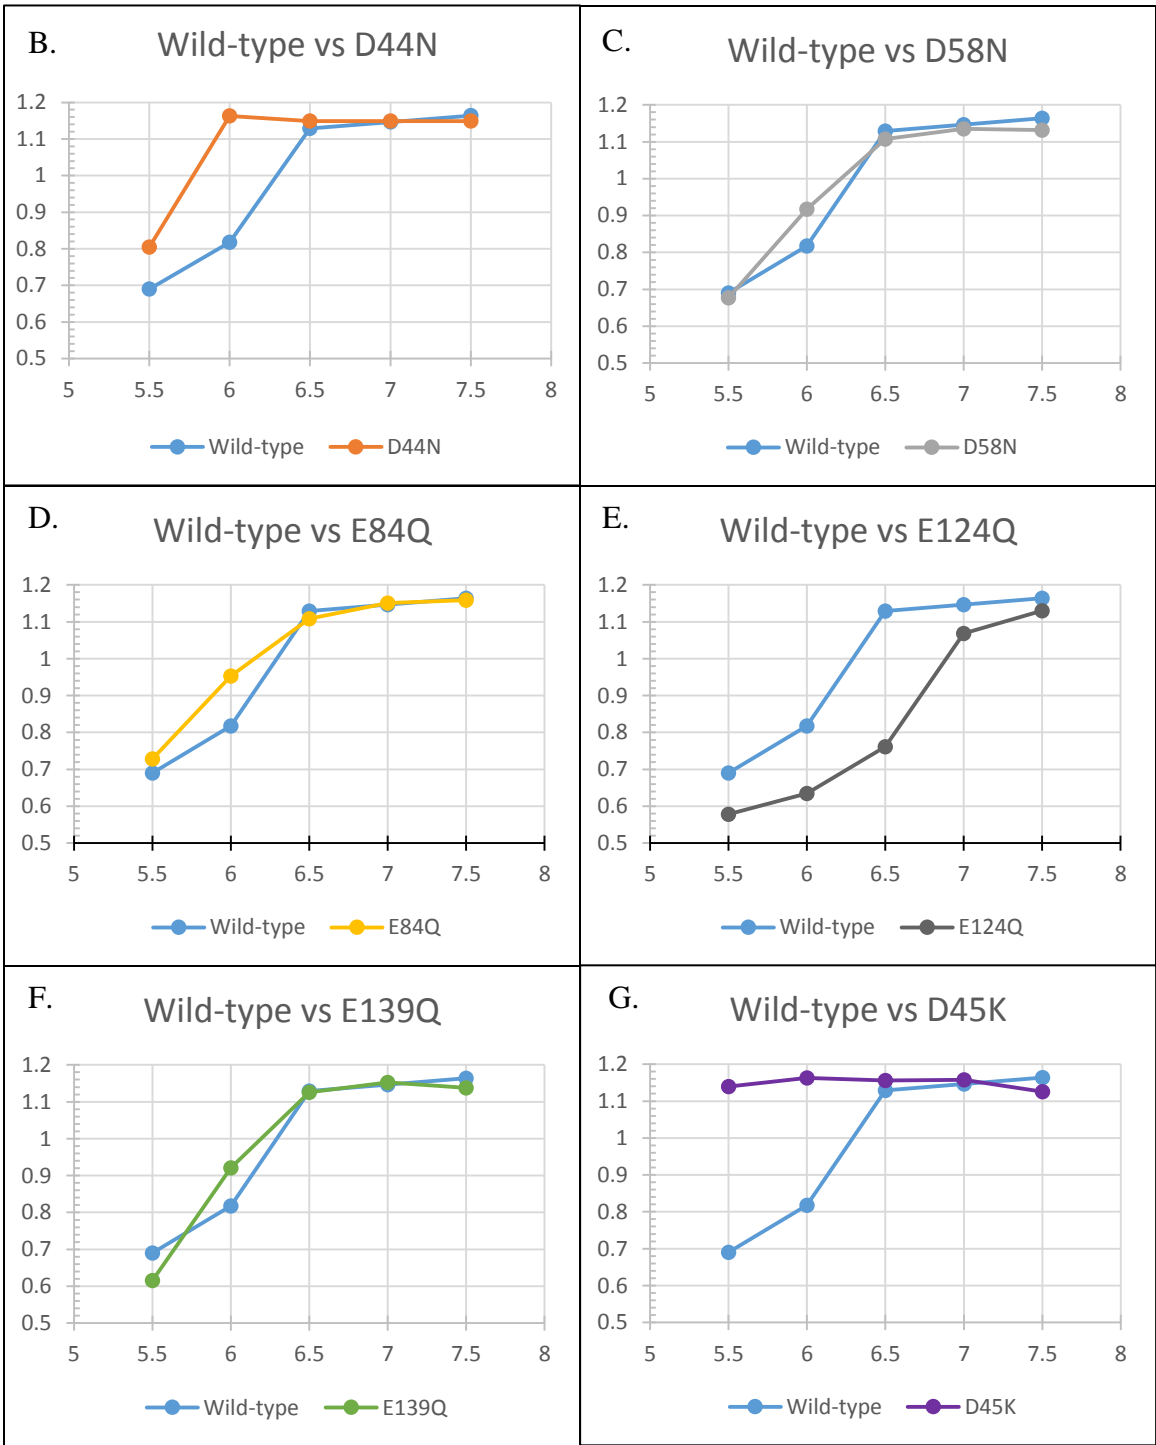 B.
Wild-type vs D44N
1.2
1.1
1
0.9
0.8
0.7
0.6
0.5
5 5.5 6 6.5 7 7.5 8
Wild-type D44N
C.
Wild-type vs D58N
1.2
1.1
1
0.9
0.8
0.7
0.6
0.5
5 5.5 6 6.5 7 7.5 8
Wild-type D58N
D.
Wild-type vs E84Q
1.2
1.1
1
0.9
0.8
0.7
0.6
0.5
5 5.5 6 6.5 7 7.5 8
Wild-type E84Q
E.
Wild-type vs E124Q
1.2
1.1
1
0.9
0.8
0.7
0.6
0.5
5 5.5 6 6.5 7 7.5 8
Wild-type E124Q
F.
Wild-type vs E139Q
1.2
1.1
1
0.9
0.8
0.7
0.6
0.5
5 5.5 6 6.5 7 7.5 8
Wild-type E139Q
G.
Wild-type vs D45K
1.2
1.1
1
0.9
0.8
0.7
0.6
0.5
5 5.5 6 6.5 7 7.5 8
Wild-type D45K